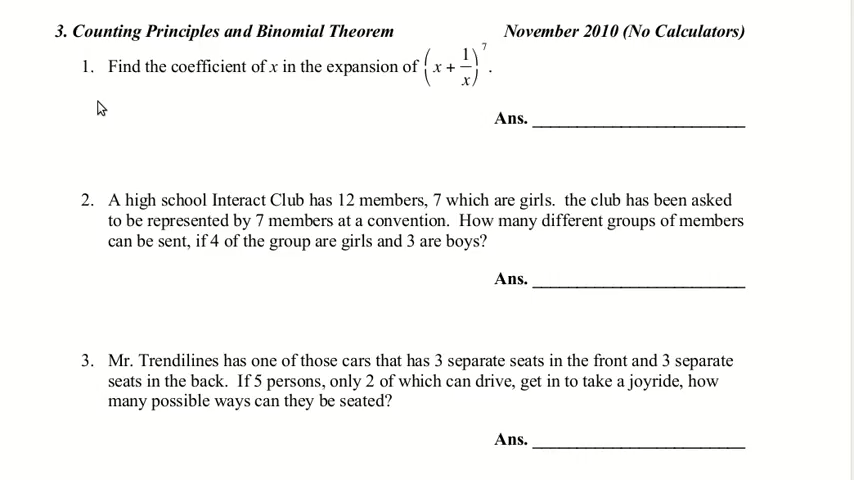 3. Counting Principles and Binomial Theorem November 2010 (No Calculators)
1. Find the coefficient of x in the expansion of (x + 1/x)^7.
Ans. ________________________
2. A high school Interact Club has 12 members, 7 which are girls. the club has been asked
to be represented by 7 members at a convention. How many different groups of members
can be sent, if 4 of the group are girls and 3 are boys?
Ans. ________________________
3. Mr. Trendilines has one of those cars that has 3 separate seats in the front and 3 separate
seats in the back. If 5 persons, only 2 of which can drive, get in to take a joyride, how
many possible ways can they be seated?
Ans. ________________________